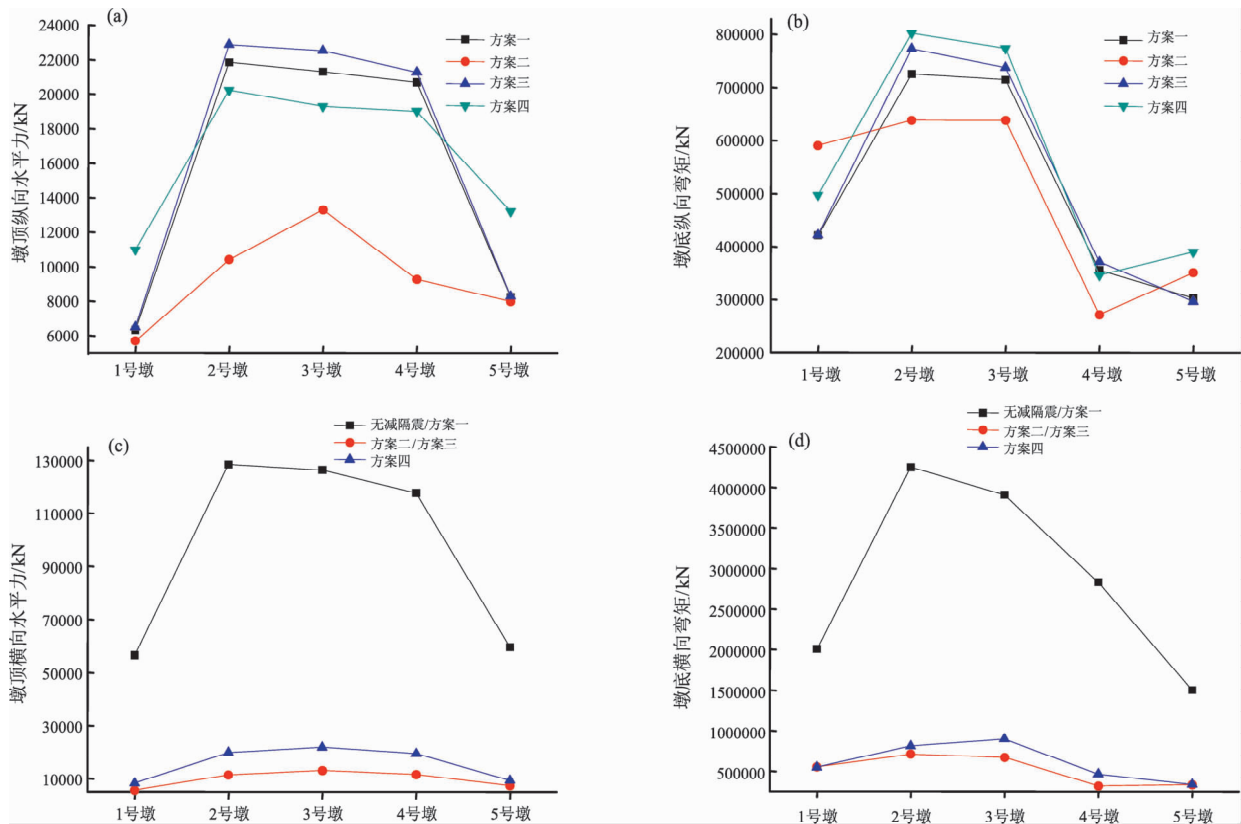 (a)
24000
22000
20000
18000
16000
14000
12000
10000
8000
6000
墩顶纵向水平力/kN
方案一
方案二
方案三
方案四
1号墩
2号墩
3号墩
4号墩
5号墩
(b)
800000
700000
600000
500000
400000
300000
200000
墩底纵向弯矩/kN
方案一
方案二
方案三
方案四
1号墩
2号墩
3号墩
4号墩
5号墩
(c)
130000
110000
90000
70000
50000
30000
10000
墩顶横向水平力/kN
无减隔震/方案一
方案二/方案三
方案四
1号墩
2号墩
3号墩
4号墩
5号墩
(d)
4500000
4000000
3500000
3000000
2500000
2000000
1500000
1000000
500000
墩底横向弯矩/kN
无减隔震/方案一
方案二/方案三
方案四
1号墩
2号墩
3号墩
4号墩
5号墩